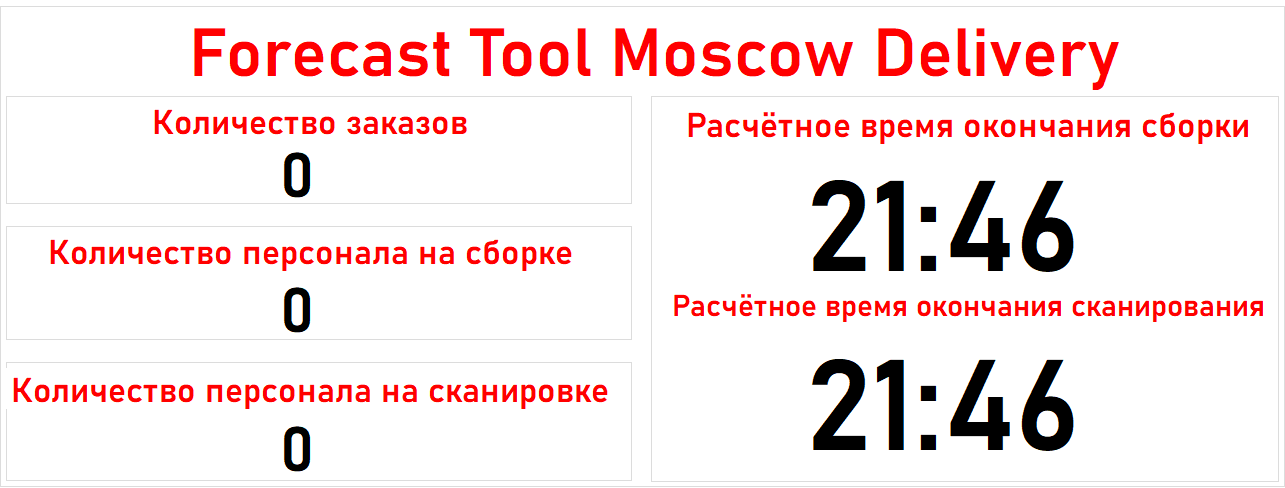 Forecast Tool Moscow Delivery
Количество заказов
0
Количество персонала на сборке
0
Количество персонала на сканировке
0
Расчётное время окончания сборки
21:46
Расчётное время окончания сканирования
21:46